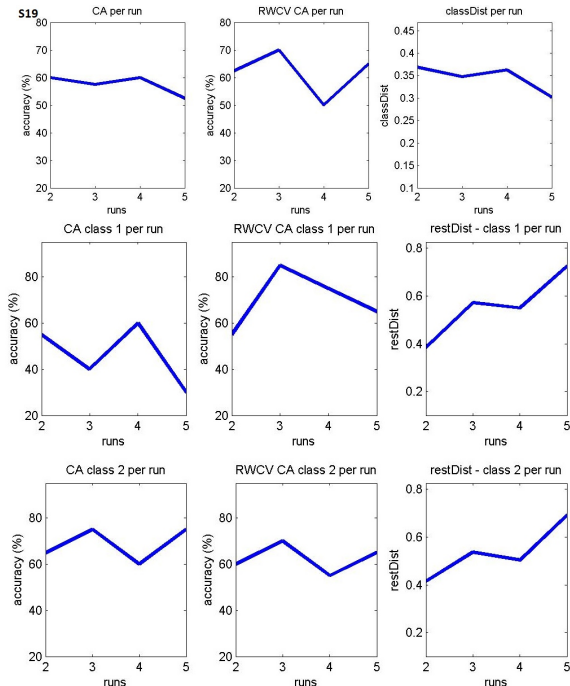 S19
CA per run
RWCV CA per run
classDist per run
80
70
60
50
40
30
20
accuracy (%)
2 3 4 5
runs
80
70
60
50
40
30
20
accuracy (%)
2 3 4 5
runs
0.45
0.4
0.35
0.3
0.25
0.2
0.15
0.1
classDist
2 3 4 5
runs
CA class 1 per run
RWCV CA class 1 per run
restDist - class 1 per run
80
60
40
20
accuracy (%)
2 3 4 5
runs
80
60
40
20
accuracy (%)
2 3 4 5
runs
0.8
0.6
0.4
0.2
restDist
2 3 4 5
runs
CA class 2 per run
RWCV CA class 2 per run
restDist - class 2 per run
80
60
40
20
accuracy (%)
2 3 4 5
runs
80
60
40
20
accuracy (%)
2 3 4 5
runs
0.8
0.6
0.4
0.2
restDist
2 3 4 5
runs